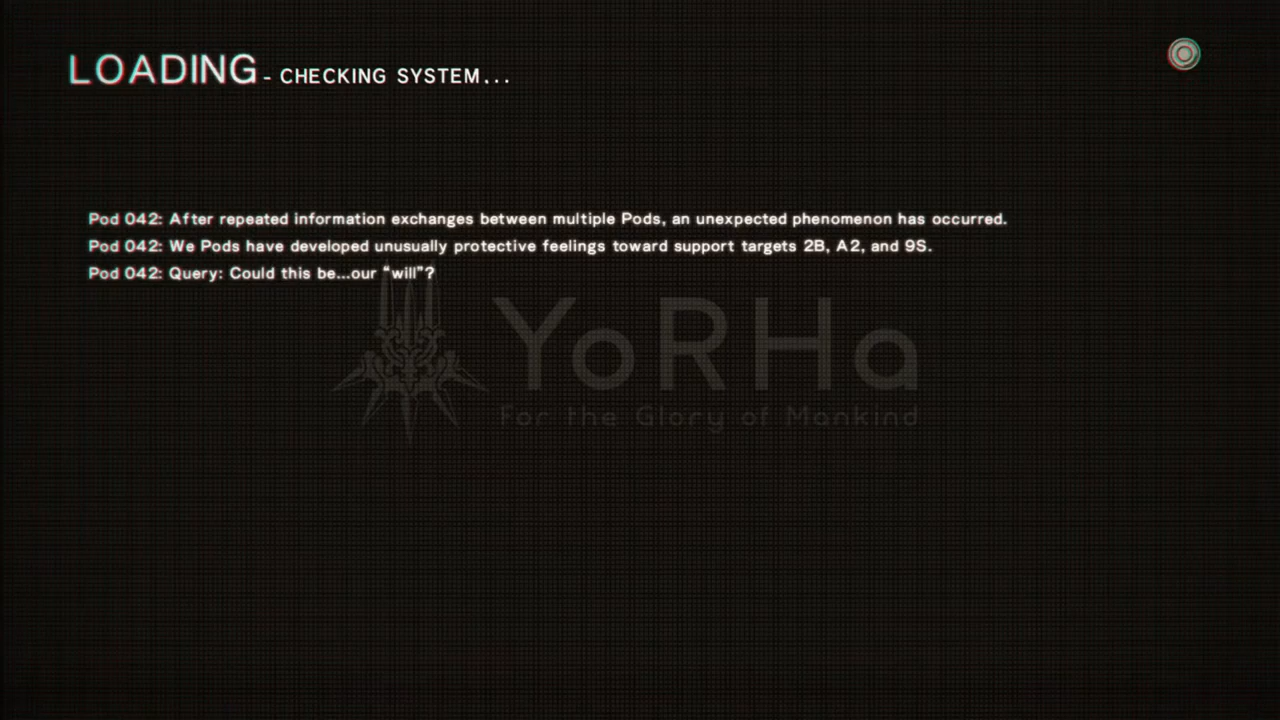 LOADING - CHECKING SYSTEM...
Pod 042: After repeated information exchanges between multiple Pods, an unexpected phenomenon has occurred.
Pod 042: We Pods have developed unusually protective feelings toward support targets 2B, A2, and 9S.
Pod 042: Query: Could this be...our “will”?
YoRHa
For the Glory of Mankind